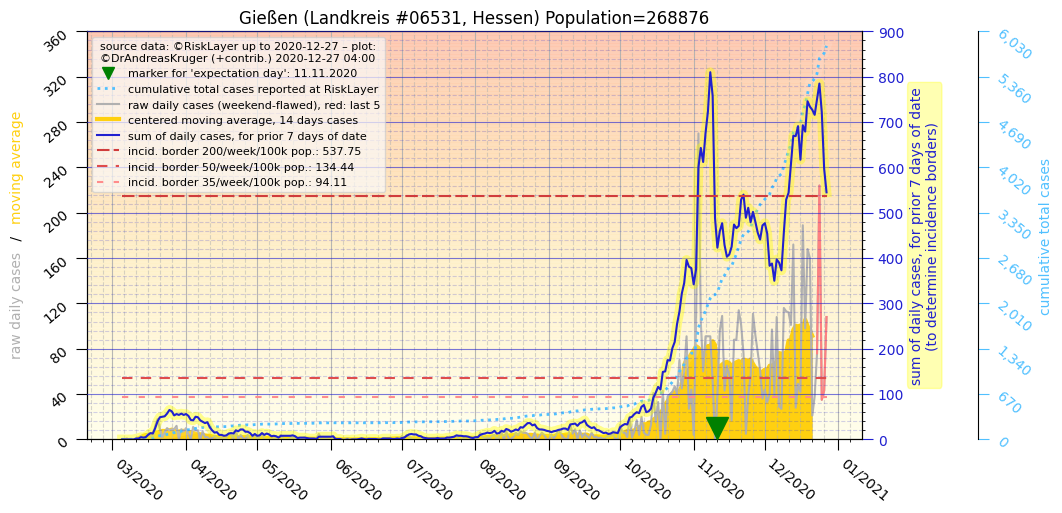 Gießen (Landkreis #06531, Hessen) Population=268876
source data: ©RiskLayer up to 2020-12-27 – plot:
©DrAndreasKruger (+contrib.) 2020-12-27 04:00
marker for 'expectation day': 11.11.2020
cumulative total cases reported at RiskLayer
raw daily cases (weekend-flawed), red: last 5
centered moving average, 14 days cases
sum of daily cases, for prior 7 days of date
incid. border 200/week/100k pop.: 537.75
incid. border 50/week/100k pop.: 134.44
incid. border 35/week/100k pop.: 94.11
raw daily cases / moving average
360
320
280
240
200
160
120
80
40
0
03/2020
04/2020
05/2020
06/2020
07/2020
08/2020
09/2020
10/2020
11/2020
12/2020
01/2021
900
800
700
600
500
400
300
200
100
0
sum of daily cases, for prior 7 days of date
(to determine incidence borders)
6,030
5,360
4,690
4,020
3,350
2,680
2,010
1,340
670
0
cumulative total cases